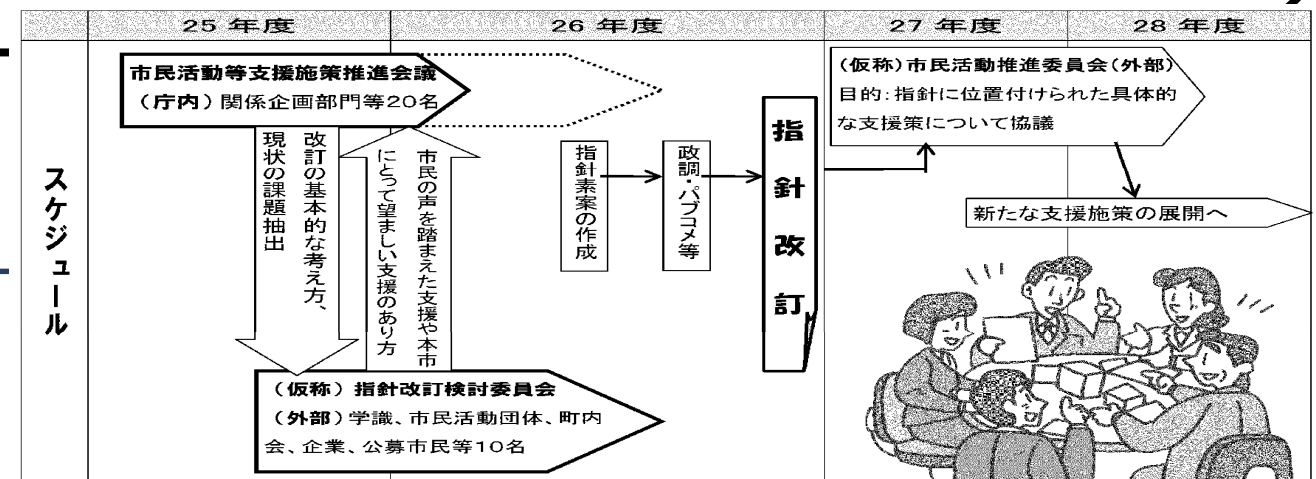 25 年度
26 年度
27 年度
28 年度
スケジュール
市民活動等支援施策推進会議
（庁内）関係企画部門等20名
改訂の基本的な考え方、
現状の課題抽出
市民の声を踏まえた支援や本市
にとって望ましい支援のあり方
（仮称）指針改訂検討委員会
（外部）学識、市民活動団体、町内
会、企業、公募市民等10名
指針素案の作成
政調・パブコメ等
指針改訂
（仮称）市民活動推進委員会（外部）
目的：指針に位置付けられた具体的
な支援策について協議
新たな支援施策の展開へ